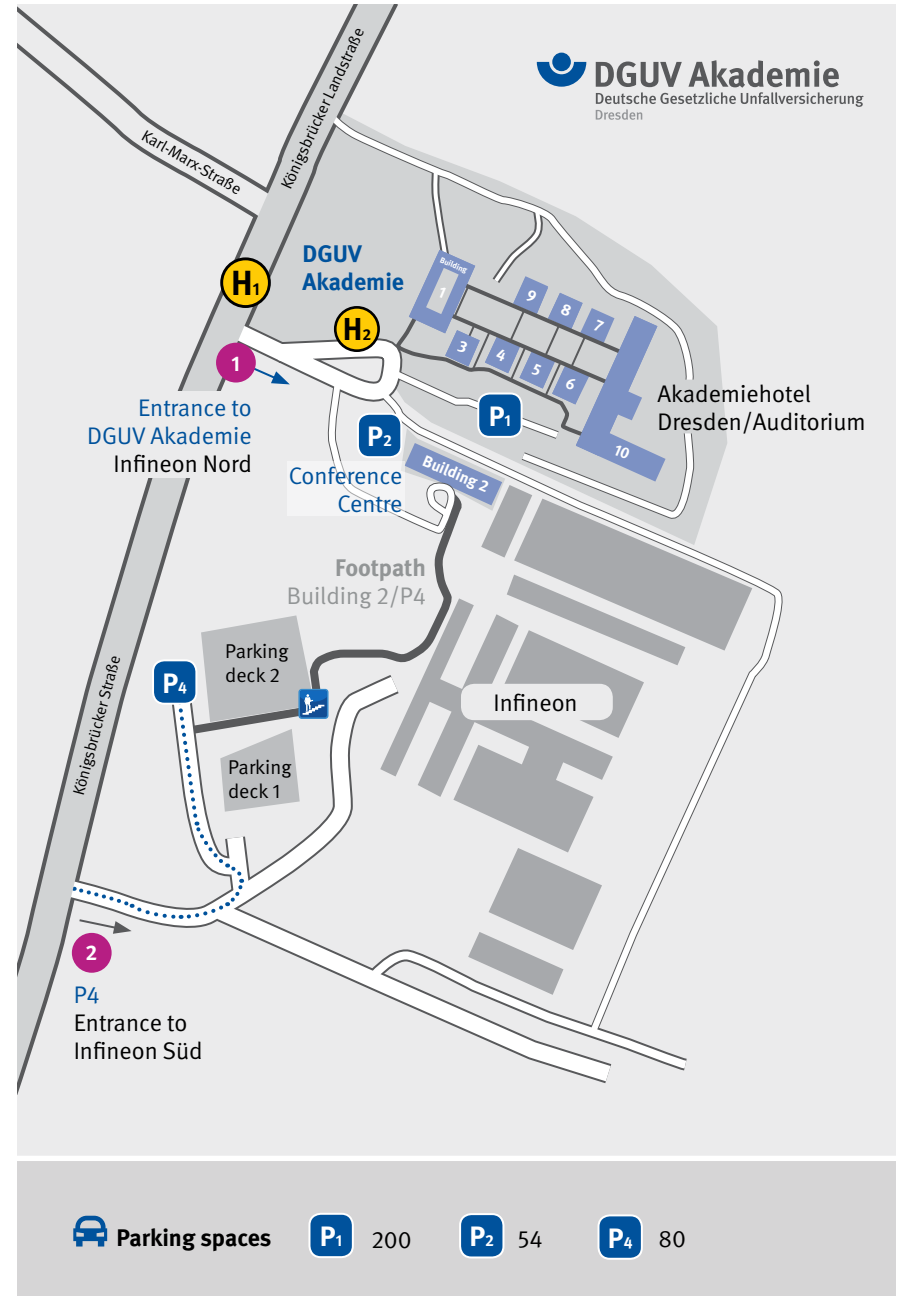 DGUV Akademie
Deutsche Gesetzliche Unfallversicherung
Dresden
Königsbrücker Landstraße
Karl-Marx-Straße
DGUV
Akademie
H1
H2
Building
1
9
8
7
3
4
5
6
10
Akademiehotel
Dresden/Auditorium
1
Entrance to
DGUV Akademie
Infineon Nord
P1
P2
Conference
Centre
Building 2
Footpath
Building 2/P4
Parking
deck 2
P4
Infineon
Parking
deck 1
Königsbrücker Straße
2
P4
Entrance to
Infineon Süd
Parking spaces P1 200 P2 54 P4 80